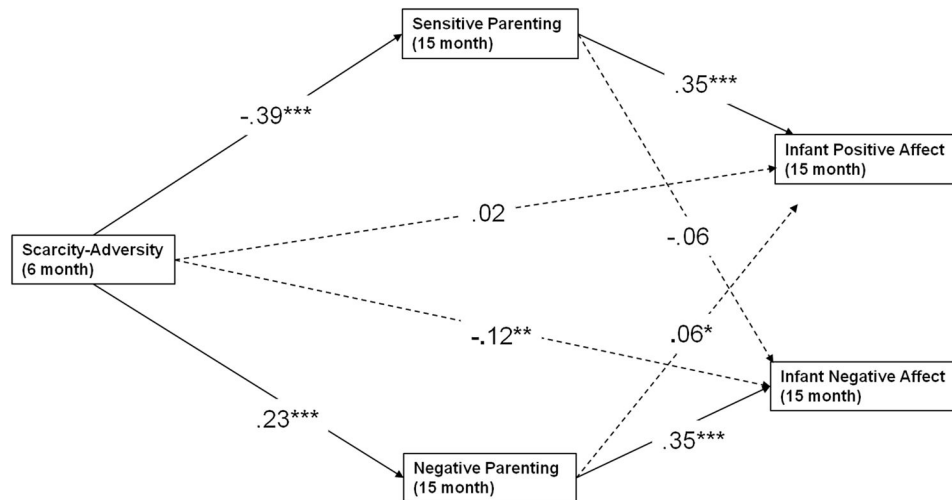 Sensitive Parenting
(15 month)
.35***
-.39***
Infant Positive Affect
(15 month)
.02
-.06
Scarcity-Adversity
(6 month)
-.12**
.06*
Infant Negative Affect
(15 month)
.23***
.35***
Negative Parenting
(15 month)